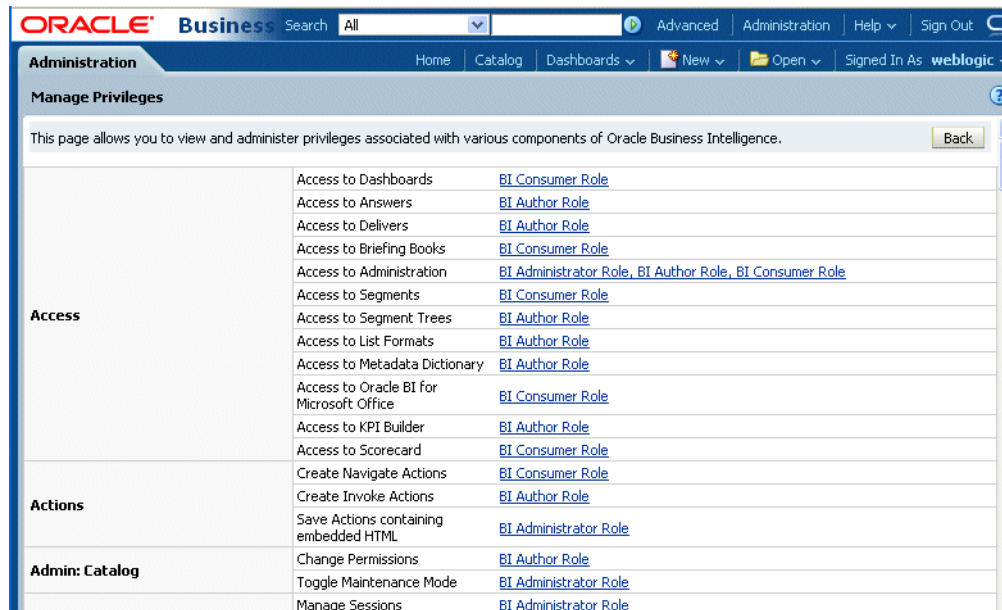 ORACLE Business Search All Advanced Administration Help Sign Out
Administration Home Catalog Dashboards New Open Signed In As weblogic
Manage Privileges
This page allows you to view and administer privileges associated with various components of Oracle Business Intelligence. Back
Access to Dashboards BI Consumer Role
Access to Answers BI Author Role
Access to Delivers BI Author Role
Access to Briefing Books BI Consumer Role
Access to Administration BI Administrator Role, BI Author Role, BI Consumer Role
Access to Segments BI Consumer Role
Access
Access to Segment Trees BI Author Role
Access to List Formats BI Author Role
Access to Metadata Dictionary BI Author Role
Access to Oracle BI for
Microsoft Office BI Consumer Role
Access to KPI Builder BI Author Role
Access to Scorecard BI Consumer Role
Create Navigate Actions BI Consumer Role
Actions
Create Invoke Actions BI Author Role
Save Actions containing
embedded HTML BI Administrator Role
Admin: Catalog
Change Permissions BI Author Role
Toggle Maintenance Mode BI Administrator Role
Manage Sessions BI Administrator Role